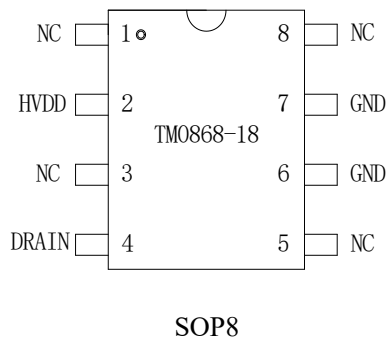 NC 1 8 NC
HVDD 2 7 GND
TM0868-18
NC 3 6 GND
DRAIN 4 5 NC
SOP8